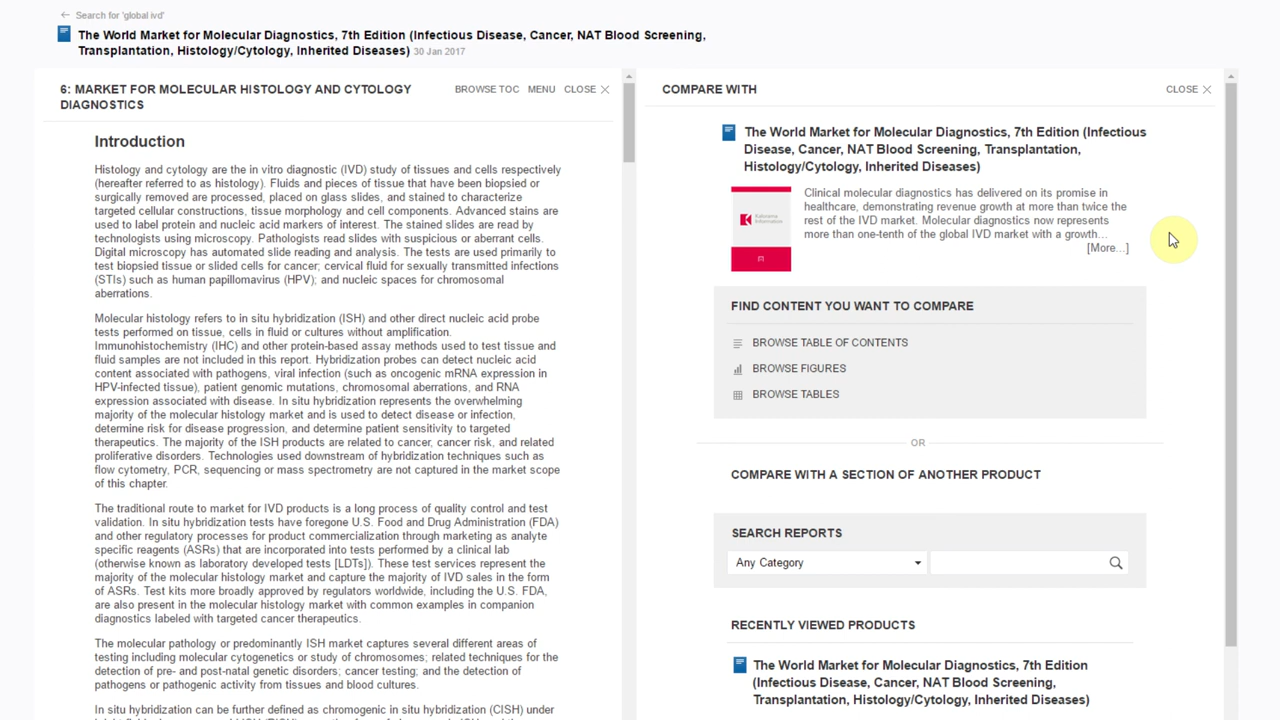 ← Search for 'global ivd'
The World Market for Molecular Diagnostics, 7th Edition (Infectious Disease, Cancer, NAT Blood Screening,
Transplantation, Histology/Cytology, Inherited Diseases) 30 Jan 2017
6: MARKET FOR MOLECULAR HISTOLOGY AND CYTOLOGY
DIAGNOSTICS
BROWSE TOC MENU CLOSE ×
Introduction
Histology and cytology are the in vitro diagnostic (IVD) study of tissues and cells respectively
(hereafter referred to as histology). Fluids and pieces of tissue that have been biopsied or
surgically removed are processed, placed on glass slides, and stained to characterize
targeted cellular constructions, tissue morphology and cell components. Advanced stains are
used to label protein and nucleic acid markers of interest. The stained slides are read by
technologists using microscopy. Pathologists read slides with suspicious or aberrant cells.
Digital microscopy has automated slide reading and analysis. The tests are used primarily to
test biopsied tissue or slided cells for cancer; cervical fluid for sexually transmitted infections
(STIs) such as human papillomavirus (HPV); and nucleic spaces for chromosomal
aberrations.
Molecular histology refers to in situ hybridization (ISH) and other direct nucleic acid probe
tests performed on tissue, cells in fluid or cultures without amplification.
Immunohistochemistry (IHC) and other protein-based assay methods used to test tissue and
fluid samples are not included in this report. Hybridization probes can detect nucleic acid
content associated with pathogens, viral infection (such as oncogenic mRNA expression in
HPV-infected tissue), patient genomic mutations, chromosomal aberrations, and RNA
expression associated with disease. In situ hybridization represents the overwhelming
majority of the molecular histology market and is used to detect disease or infection,
determine risk for disease progression, and determine patient sensitivity to targeted
therapeutics. The majority of the ISH products are related to cancer, cancer risk, and related
proliferative disorders. Technologies used downstream of hybridization techniques such as
flow cytometry, PCR, sequencing or mass spectrometry are not captured in the market scope
of this chapter.
The traditional route to market for IVD products is a long process of quality control and test
validation. In situ hybridization tests have foregone U.S. Food and Drug Administration (FDA)
and other regulatory processes for product commercialization through marketing as analyte
specific reagents (ASRs) that are incorporated into tests performed by a clinical lab
(otherwise known as laboratory developed tests [LDTs]). These test services represent the
majority of the molecular histology market and capture the majority of IVD sales in the form
of ASRs. Test kits more broadly approved by regulators worldwide, including the U.S. FDA,
are also present in the molecular histology market with common examples in companion
diagnostics labeled with targeted cancer therapeutics.
The molecular pathology or predominantly ISH market captures several different areas of
testing including molecular cytogenetics or study of chromosomes; related techniques for the
detection of pre- and post-natal genetic disorders; cancer testing; and the detection of
pathogens or pathogenic activity from tissues and blood cultures.
In situ hybridization can be further defined as chromogenic in situ hybridization (CISH) under
COMPARE WITH
CLOSE ×
The World Market for Molecular Diagnostics, 7th Edition (Infectious
Disease, Cancer, NAT Blood Screening, Transplantation,
Histology/Cytology, Inherited Diseases)
Kalorama
Information
Clinical molecular diagnostics has delivered on its promise in
healthcare, demonstrating revenue growth at more than twice the
rest of the IVD market. Molecular diagnostics now represents
more than one-tenth of the global IVD market with a growth...
[More...]
FIND CONTENT YOU WANT TO COMPARE
BROWSE TABLE OF CONTENTS
BROWSE FIGURES
BROWSE TABLES
OR
COMPARE WITH A SECTION OF ANOTHER PRODUCT
SEARCH REPORTS
Any Category
RECENTLY VIEWED PRODUCTS
The World Market for Molecular Diagnostics, 7th Edition
(Infectious Disease, Cancer, NAT Blood Screening,
Transplantation, Histology/Cytology, Inherited Diseases)